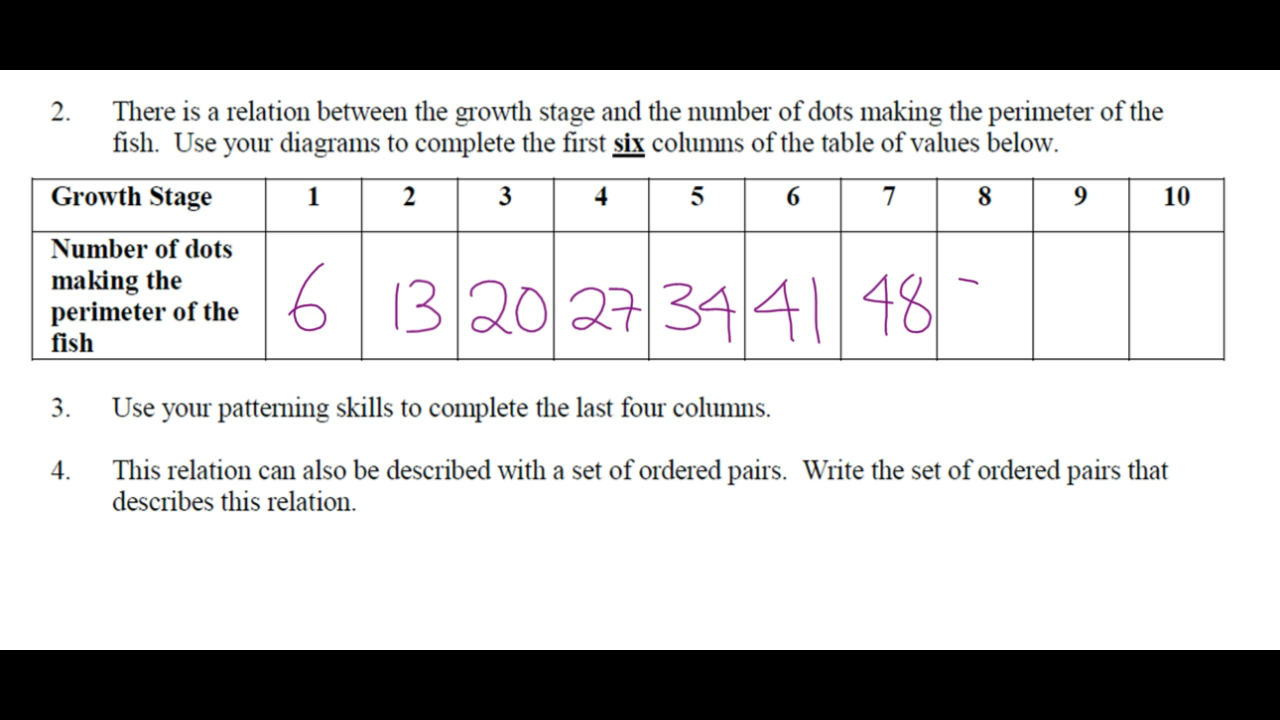 2. There is a relation between the growth stage and the number of dots making the perimeter of the
fish. Use your diagrams to complete the first six columns of the table of values below.
Growth Stage 1 2 3 4 5 6 7 8 9 10
Number of dots
making the
perimeter of the
fish 6 13 20 27 34 41 48
3. Use your patterning skills to complete the last four columns.
4. This relation can also be described with a set of ordered pairs. Write the set of ordered pairs that
describes this relation.